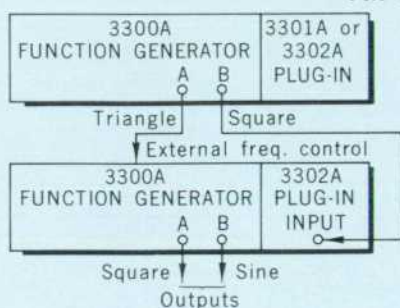 3300A 3301A or
FUNCTION GENERATOR 3302A
A B PLUG-IN
Triangle Square
External freq. control
3300A 3302A
FUNCTION GENERATOR PLUG-IN
A B INPUT
Square Sine
Outputs